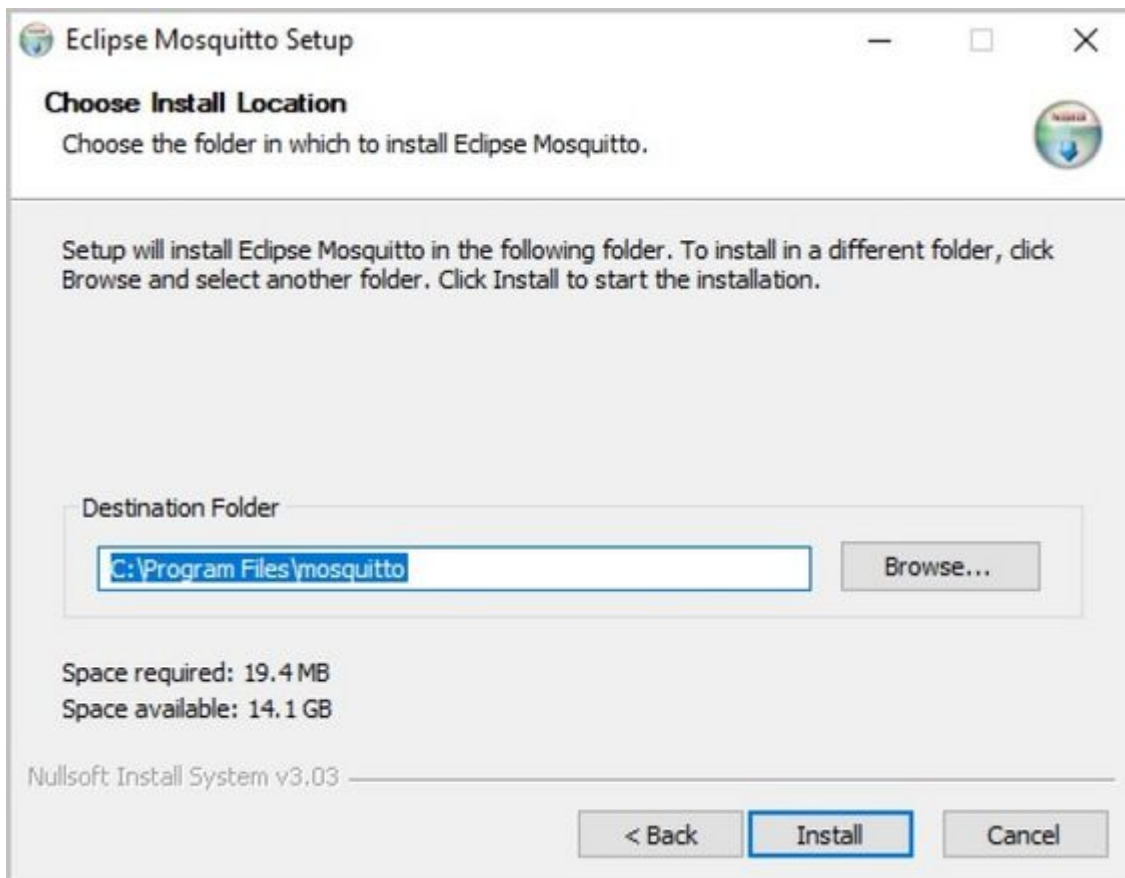 Eclipse Mosquitto Setup
Choose Install Location
Choose the folder in which to install Eclipse Mosquitto.
Setup will install Eclipse Mosquitto in the following folder. To install in a different folder, click
Browse and select another folder. Click Install to start the installation.
Destination Folder
C:\Program Files\mosquitto
Browse...
Space required: 19.4 MB
Space available: 14.1 GB
Nullsoft Install System v3.03
< Back
Install
Cancel